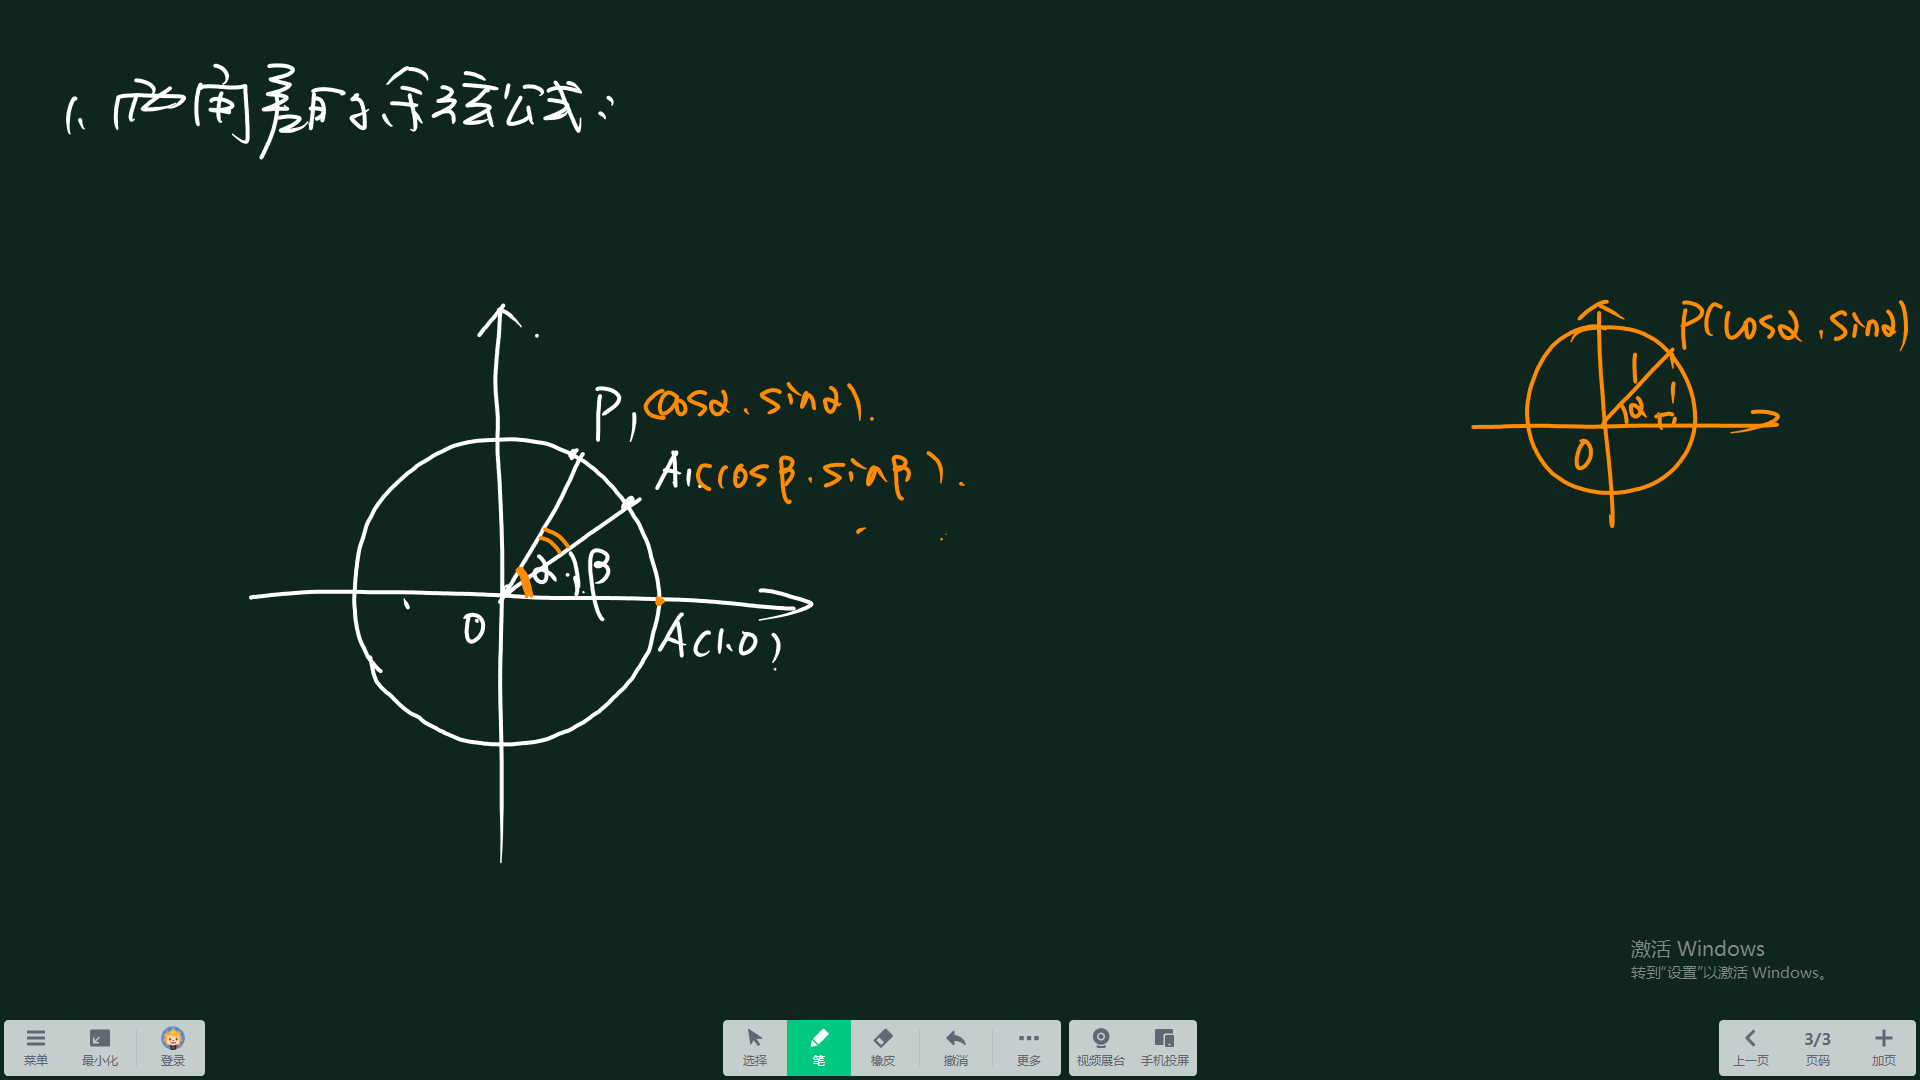 1. 两角差的余弦公式：
P(cosα.sinα)
P₁(cosα.sinα).
A₁(cosβ.sinβ).
1
α
α
β
O
O
A(1.0)
激活 Windows
转到“设置”以激活 Windows。
菜单 最小化 登录 选择 笔 橡皮 撤消 更多 视频展台 手机投屏 上一页 3/3 页码 加页